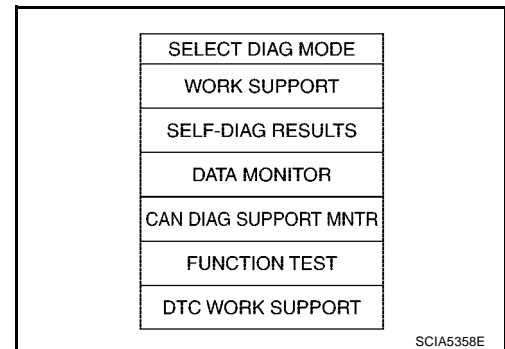 SELECT DIAG MODE
WORK SUPPORT
SELF-DIAG RESULTS
DATA MONITOR
CAN DIAG SUPPORT MNTR
FUNCTION TEST
DTC WORK SUPPORT
SCIA5358E